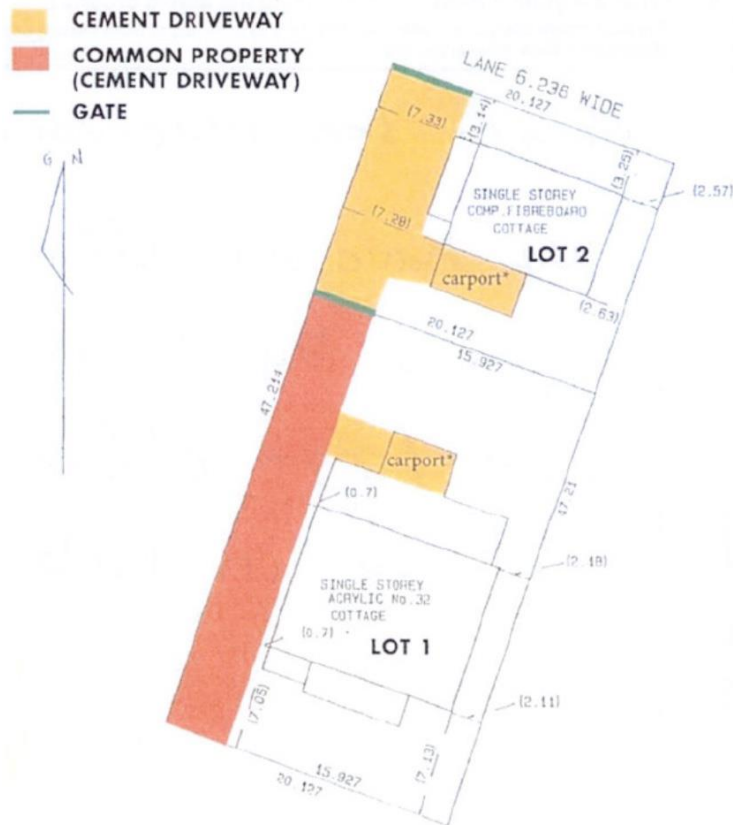 CEMENT DRIVEWAY
COMMON PROPERTY
(CEMENT DRIVEWAY)
GATE
G N
LANE 6.236 WIDE
20.127
(7.33)
(3.14)
(3.25)
(2.57)
SINGLE STOREY
COMP.FIBREBOARD
COTTAGE
LOT 2
(7.28)
carport*
(2.63)
20.127
15.927
47.214
carport*
(0.7)
47.21
(2.18)
SINGLE STOREY
ACRYLIC No.32
COTTAGE
(0.7)
LOT 1
(2.11)
(7.05)
(7.13)
15.927
20.127